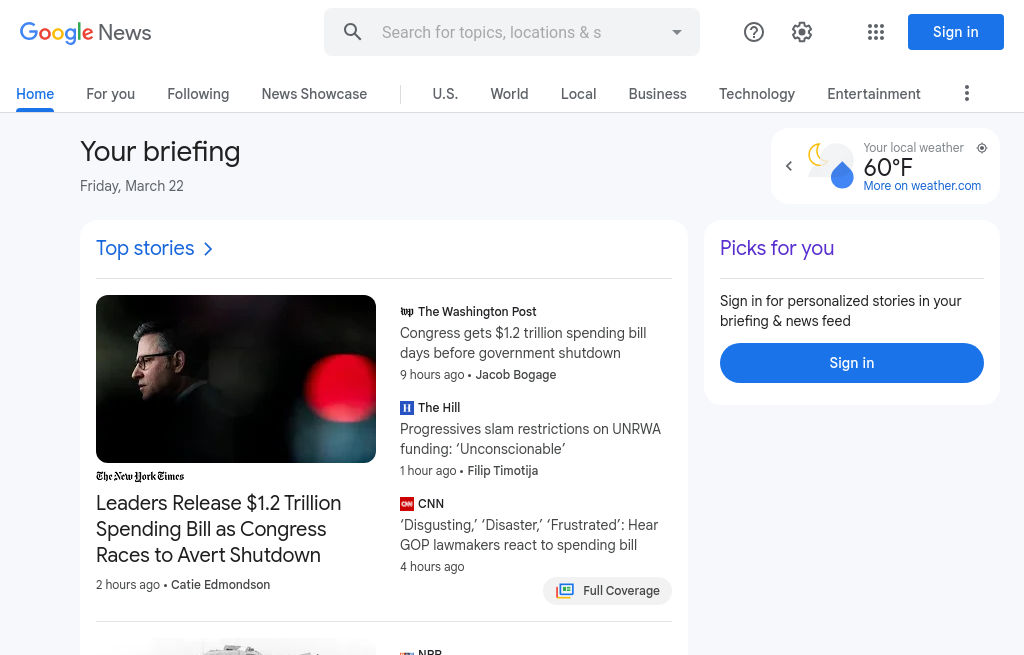 Google News
Search for topics, locations & s
Sign in
Home
For you
Following
News Showcase
U.S.
World
Local
Business
Technology
Entertainment
Your briefing
Friday, March 22
Your local weather
60°F
More on weather.com
Top stories
Picks for you
Sign in for personalized stories in your
briefing & news feed
Sign in
The New York Times
Leaders Release $1.2 Trillion
Spending Bill as Congress
Races to Avert Shutdown
2 hours ago • Catie Edmondson
wp The Washington Post
Congress gets $1.2 trillion spending bill
days before government shutdown
9 hours ago • Jacob Bogage
H The Hill
Progressives slam restrictions on UNRWA
funding: ‘Unconscionable’
1 hour ago • Filip Timotija
CNN CNN
‘Disgusting,’ ‘Disaster,’ ‘Frustrated’: Hear
GOP lawmakers react to spending bill
4 hours ago
Full Coverage
NPR